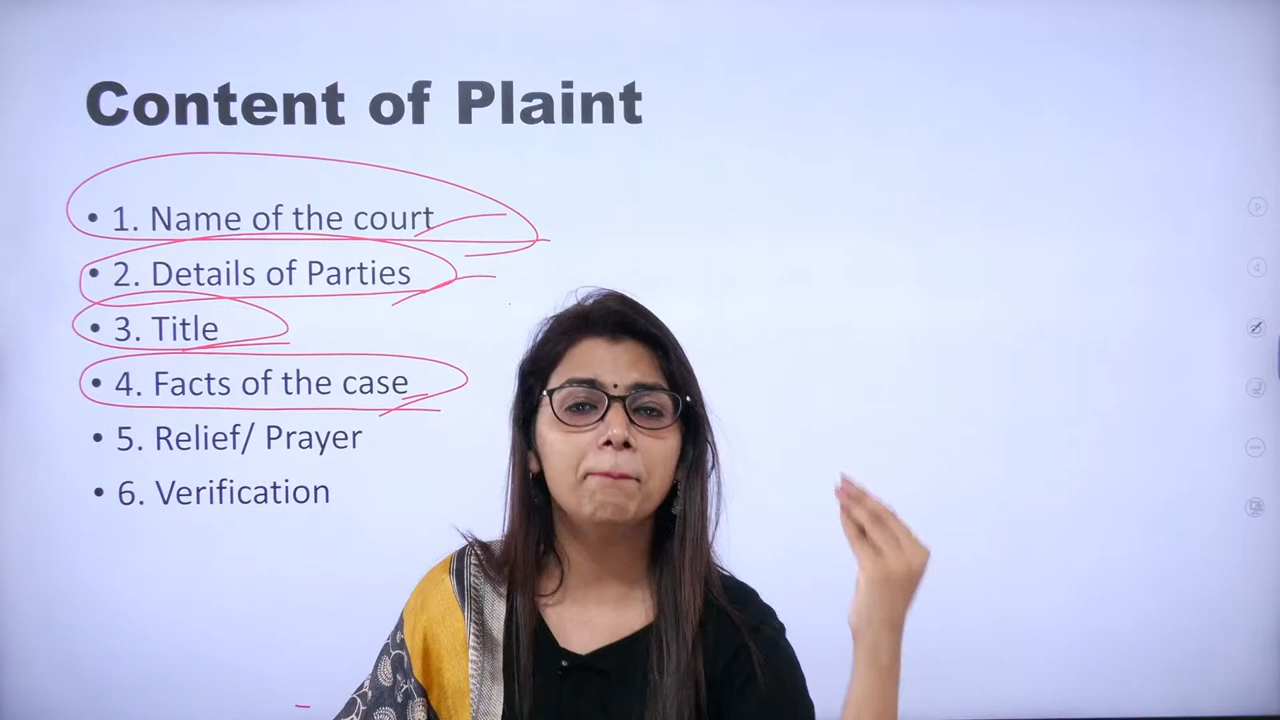 Content of Plaint
• 1. Name of the court
• 2. Details of Parties
• 3. Title
• 4. Facts of the case
• 5. Relief/ Prayer
• 6. Verification